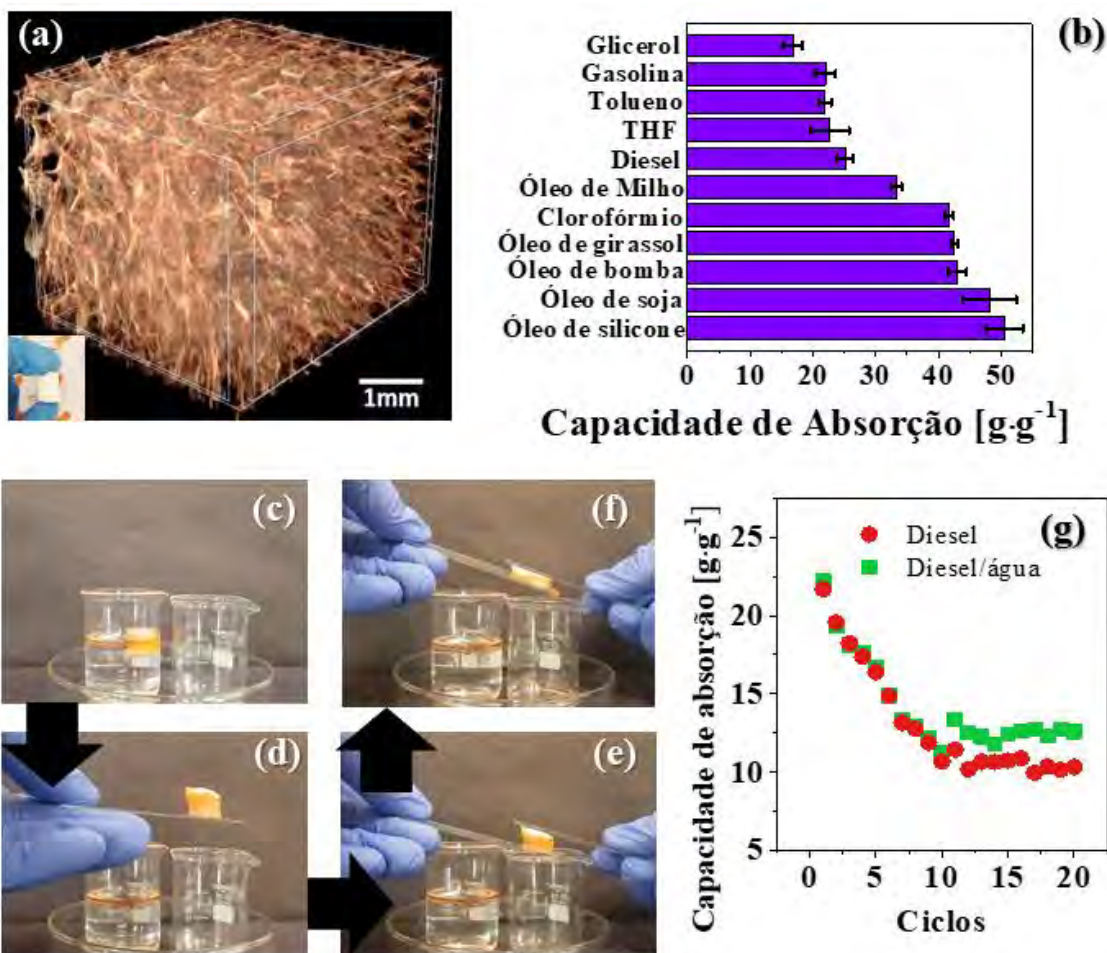 (a)
1mm
(b)
Glicerol
Gasolina
Tolueno
THF
Diesel
Óleo de Milho
Clorofórmio
Óleo de girassol
Óleo de bomba
Óleo de soja
Óleo de silicone
0 10 20 30 40 50
Capacidade de Absorção [g·g⁻¹]
(c)
(f)
(d)
(e)
(g)
Diesel
Diesel/água
Capacidade de absorção [g·g⁻¹]
25
20
15
10
5
0 5 10 15 20
Ciclos